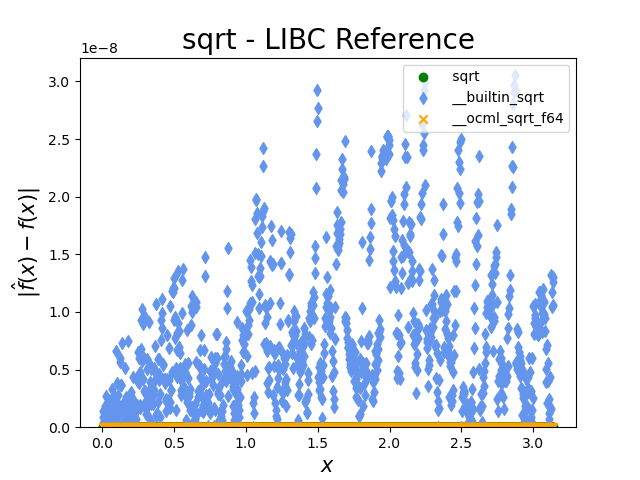 sqrt - LIBC Reference
1e−8
3.0
2.5
2.0
1.5
1.0
0.5
0.0
|f̂(x) − f(x)|
sqrt
__builtin_sqrt
__ocml_sqrt_f64
0.0 0.5 1.0 1.5 2.0 2.5 3.0
x